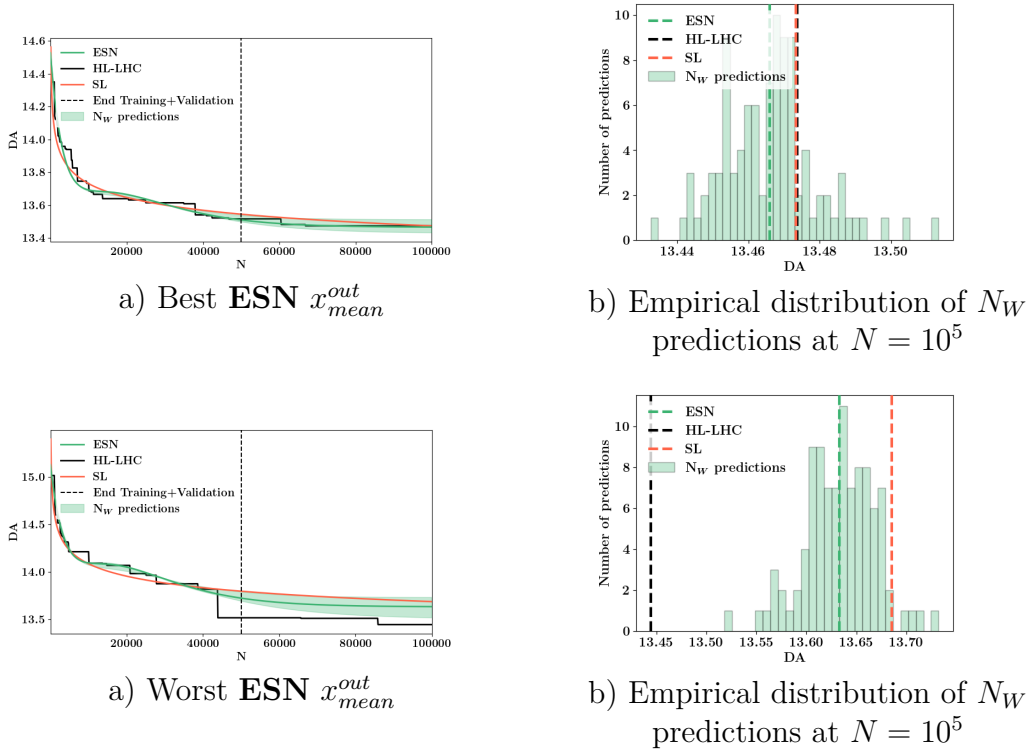 14.6
14.4
14.2
14.0
13.8
13.6
13.4
DA
ESN
HL-LHC
SL
End Training+Validation
N_W predictions
20000 40000 60000 80000 100000
N
a) Best ESN x_{mean}^{out}
10
8
6
4
2
0
Number of predictions
ESN
HL-LHC
SL
N_W predictions
13.44 13.46 13.48 13.50
DA
b) Empirical distribution of N_W
predictions at N = 10^5
15.0
14.5
14.0
13.5
DA
ESN
HL-LHC
SL
End Training+Validation
N_W predictions
20000 40000 60000 80000 100000
N
a) Worst ESN x_{mean}^{out}
10
8
6
4
2
0
Number of predictions
ESN
HL-LHC
SL
N_W predictions
13.45 13.50 13.55 13.60 13.65 13.70
DA
b) Empirical distribution of N_W
predictions at N = 10^5